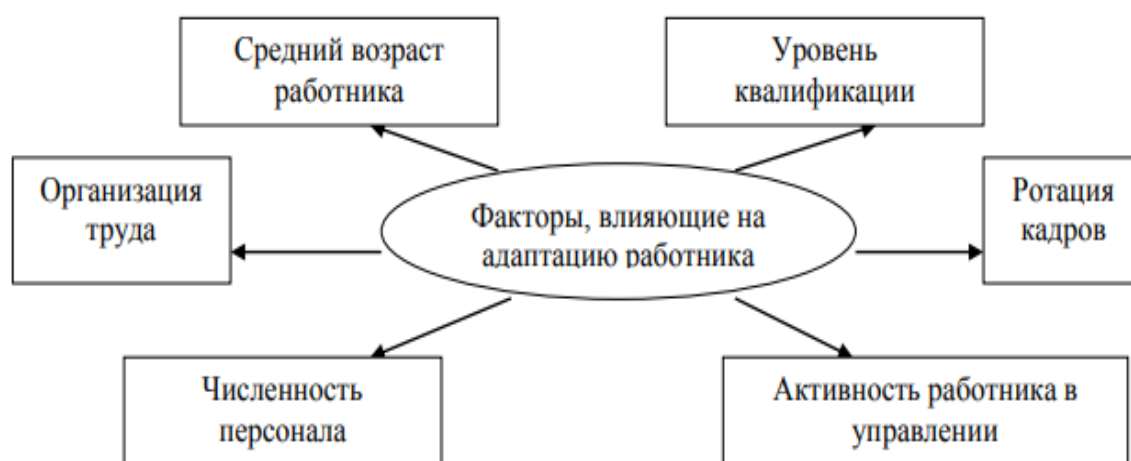 Средний возраст
работника
Уровень
квалификации
Организация
труда
Факторы, влияющие на
адаптацию работника
Ротация
кадров
Численность
персонала
Активность работника в
управлении